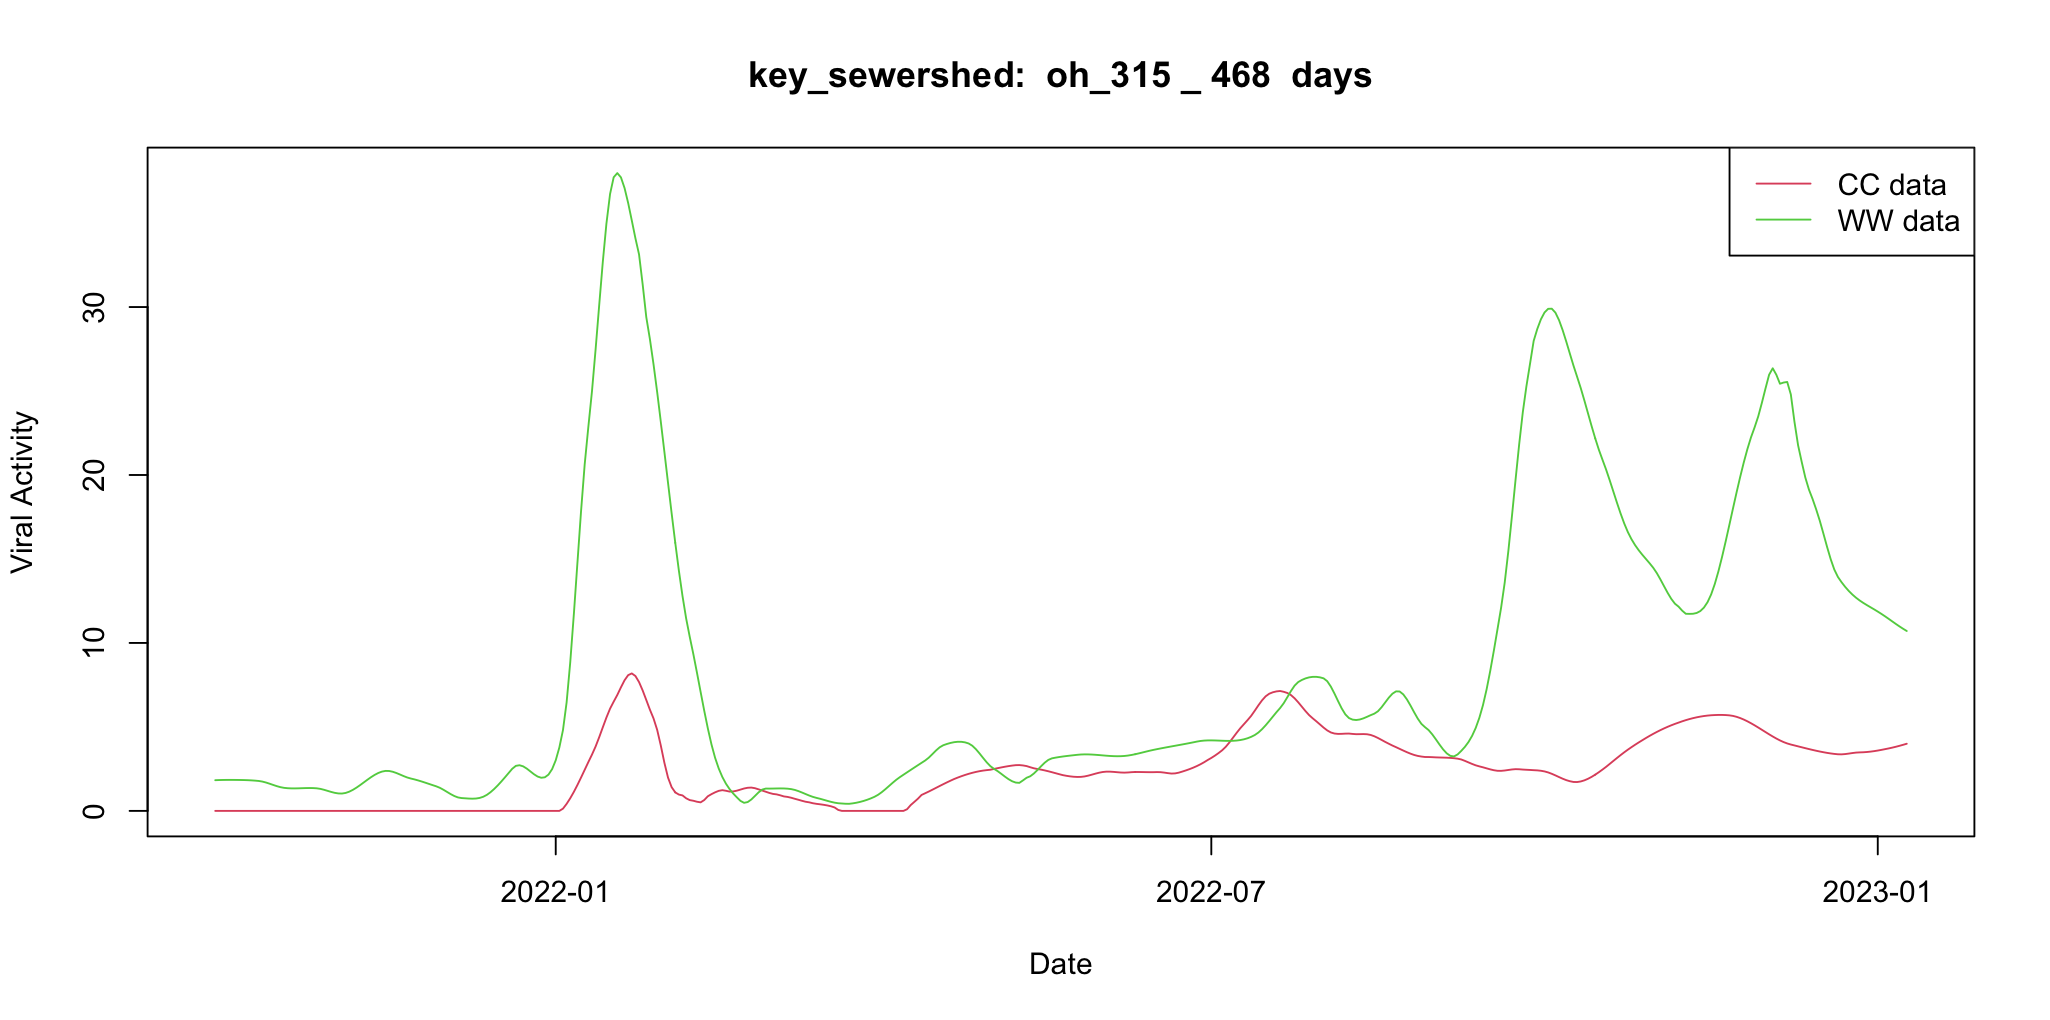 key_sewershed:  oh_315 _ 468  days
CC data
WW data
Viral Activity
30
20
10
0
2022-01
2022-07
2023-01
Date